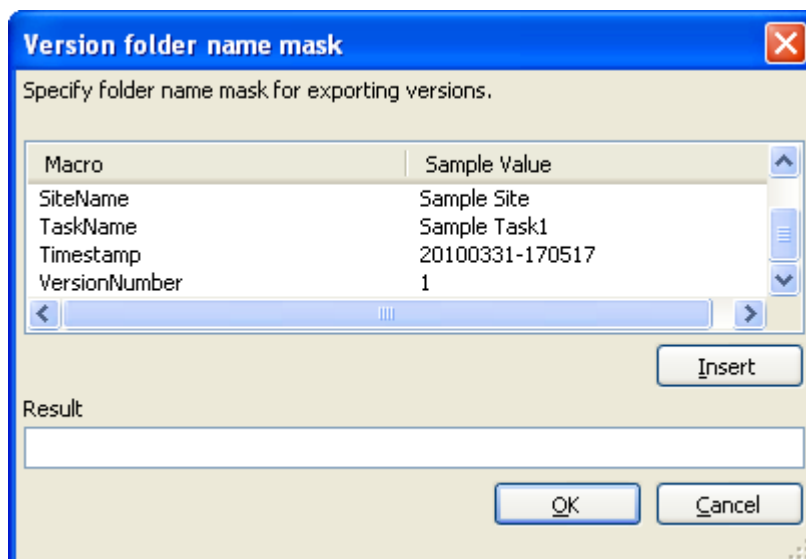 Version folder name mask
Specify folder name mask for exporting versions.
Macro Sample Value
SiteName Sample Site
TaskName Sample Task1
Timestamp 20100331-170517
VersionNumber 1
Insert
Result
OK Cancel